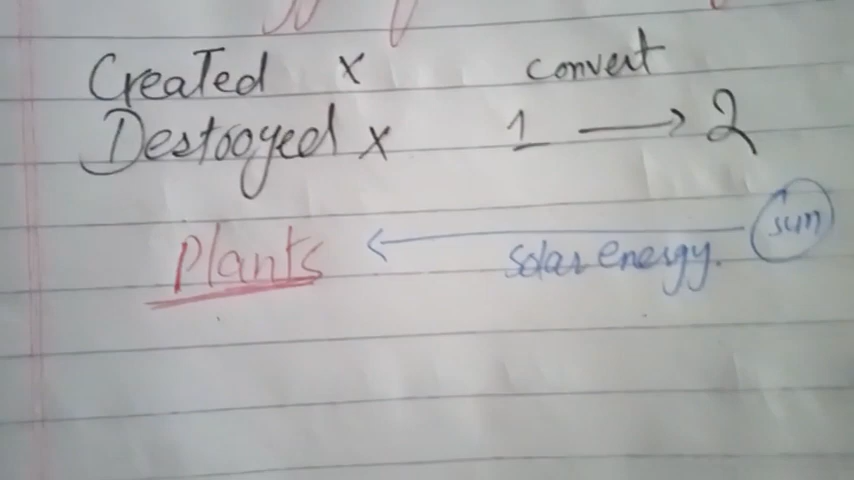 Created x convert
Destooyed x 1 → 2
Plants ← solar energy. sun